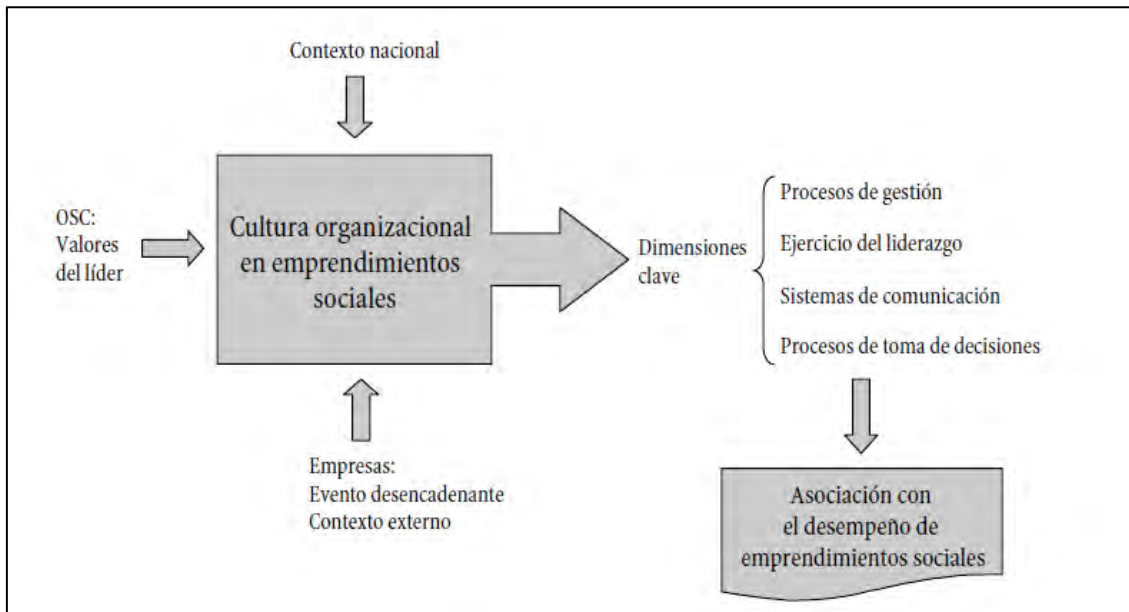 Contexto nacional
OSC:
Valores
del líder
Cultura organizacional
en emprendimientos
sociales
Empresas:
Evento desencadenante
Contexto externo
Dimensiones
clave
Procesos de gestión
Ejercicio del liderazgo
Sistemas de comunicación
Procesos de toma de decisiones
Asociación con
el desempeño de
emprendimientos sociales